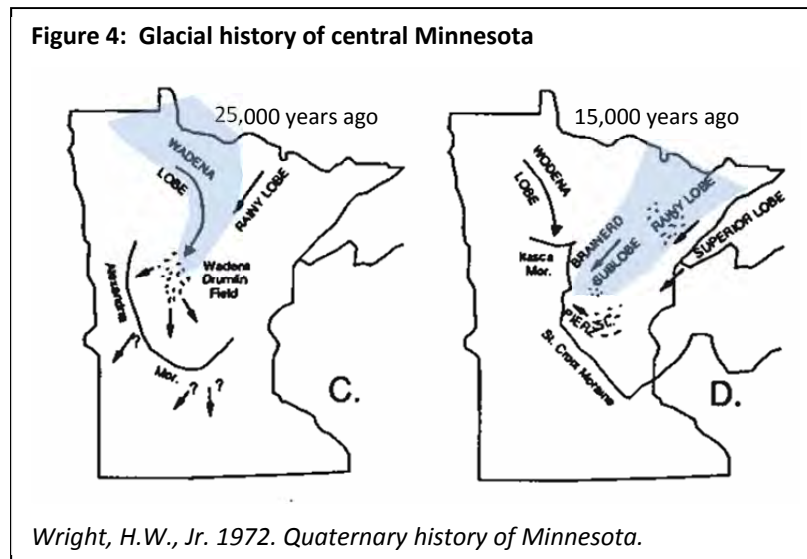 Figure 4: Glacial history of central Minnesota
25,000 years ago
WADENA
LOBE
RAINY LOBE
Wadena
Drumlin
Field
Alexandria
Mor.
?
?
?
C.
15,000 years ago
WODENA
LOBE
Itasca
Mor.
BRAINERD
SUBLOBE
RAINY LOBE
SUPERIOR LOBE
St. Croix Moraine
D.
Wright, H.W., Jr. 1972. Quaternary history of Minnesota.